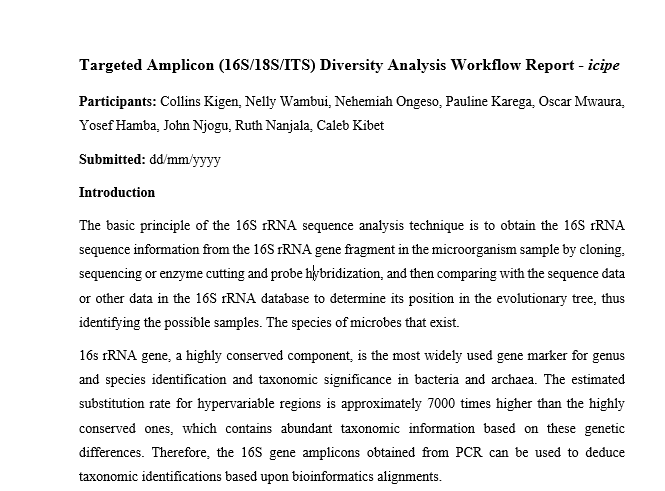 Targeted Amplicon (16S/18S/ITS) Diversity Analysis Workflow Report - icipe
Participants: Collins Kigen, Nelly Wambui, Nehemiah Ongeso, Pauline Karega, Oscar Mwaura,
Yosef Hamba, John Njogu, Ruth Nanjala, Caleb Kibet
Submitted: dd/mm/yyyy
Introduction
The basic principle of the 16S rRNA sequence analysis technique is to obtain the 16S rRNA
sequence information from the 16S rRNA gene fragment in the microorganism sample by cloning,
sequencing or enzyme cutting and probe hybridization, and then comparing with the sequence data
or other data in the 16S rRNA database to determine its position in the evolutionary tree, thus
identifying the possible samples. The species of microbes that exist.
16s rRNA gene, a highly conserved component, is the most widely used gene marker for genus
and species identification and taxonomic significance in bacteria and archaea. The estimated
substitution rate for hypervariable regions is approximately 7000 times higher than the highly
conserved ones, which contains abundant taxonomic information based on these genetic
differences. Therefore, the 16S gene amplicons obtained from PCR can be used to deduce
taxonomic identifications based upon bioinformatics alignments.